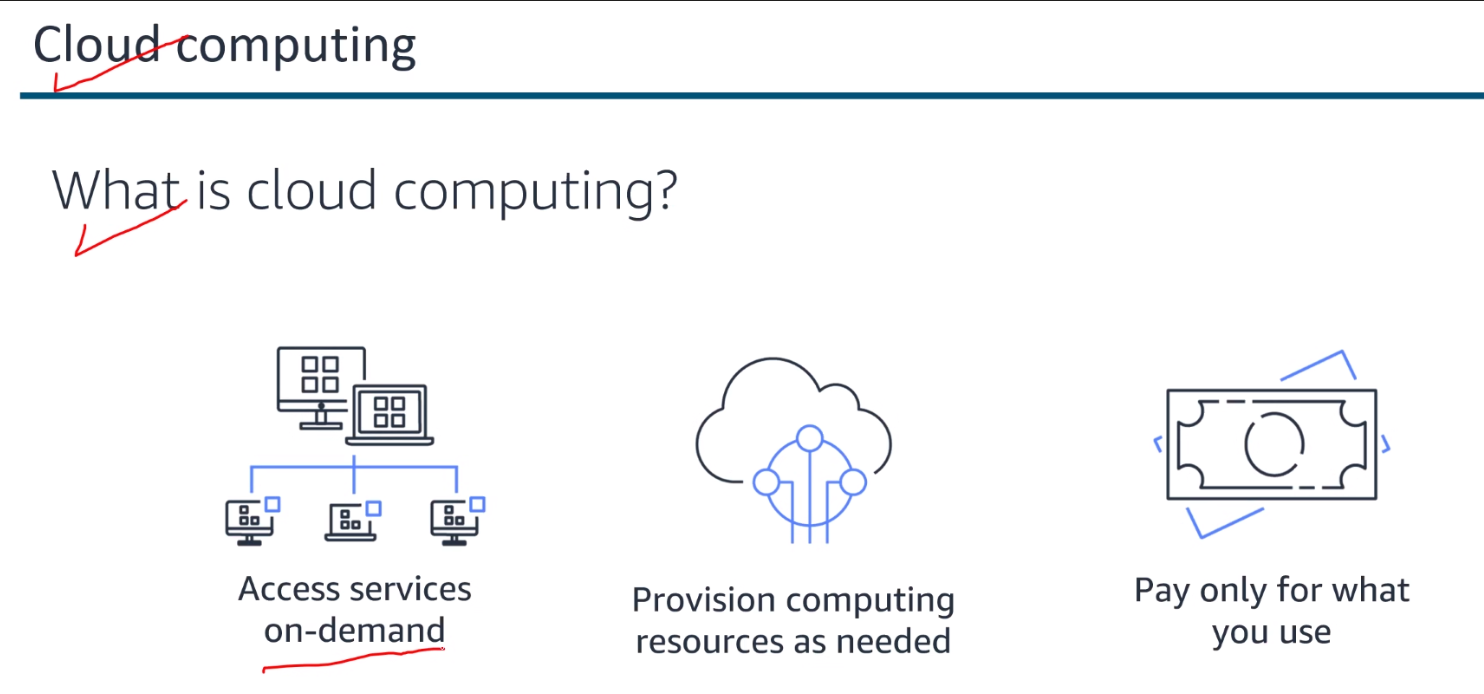 Cloud computing
What is cloud computing?
Access services
on-demand
Provision computing
resources as needed
Pay only for what
you use